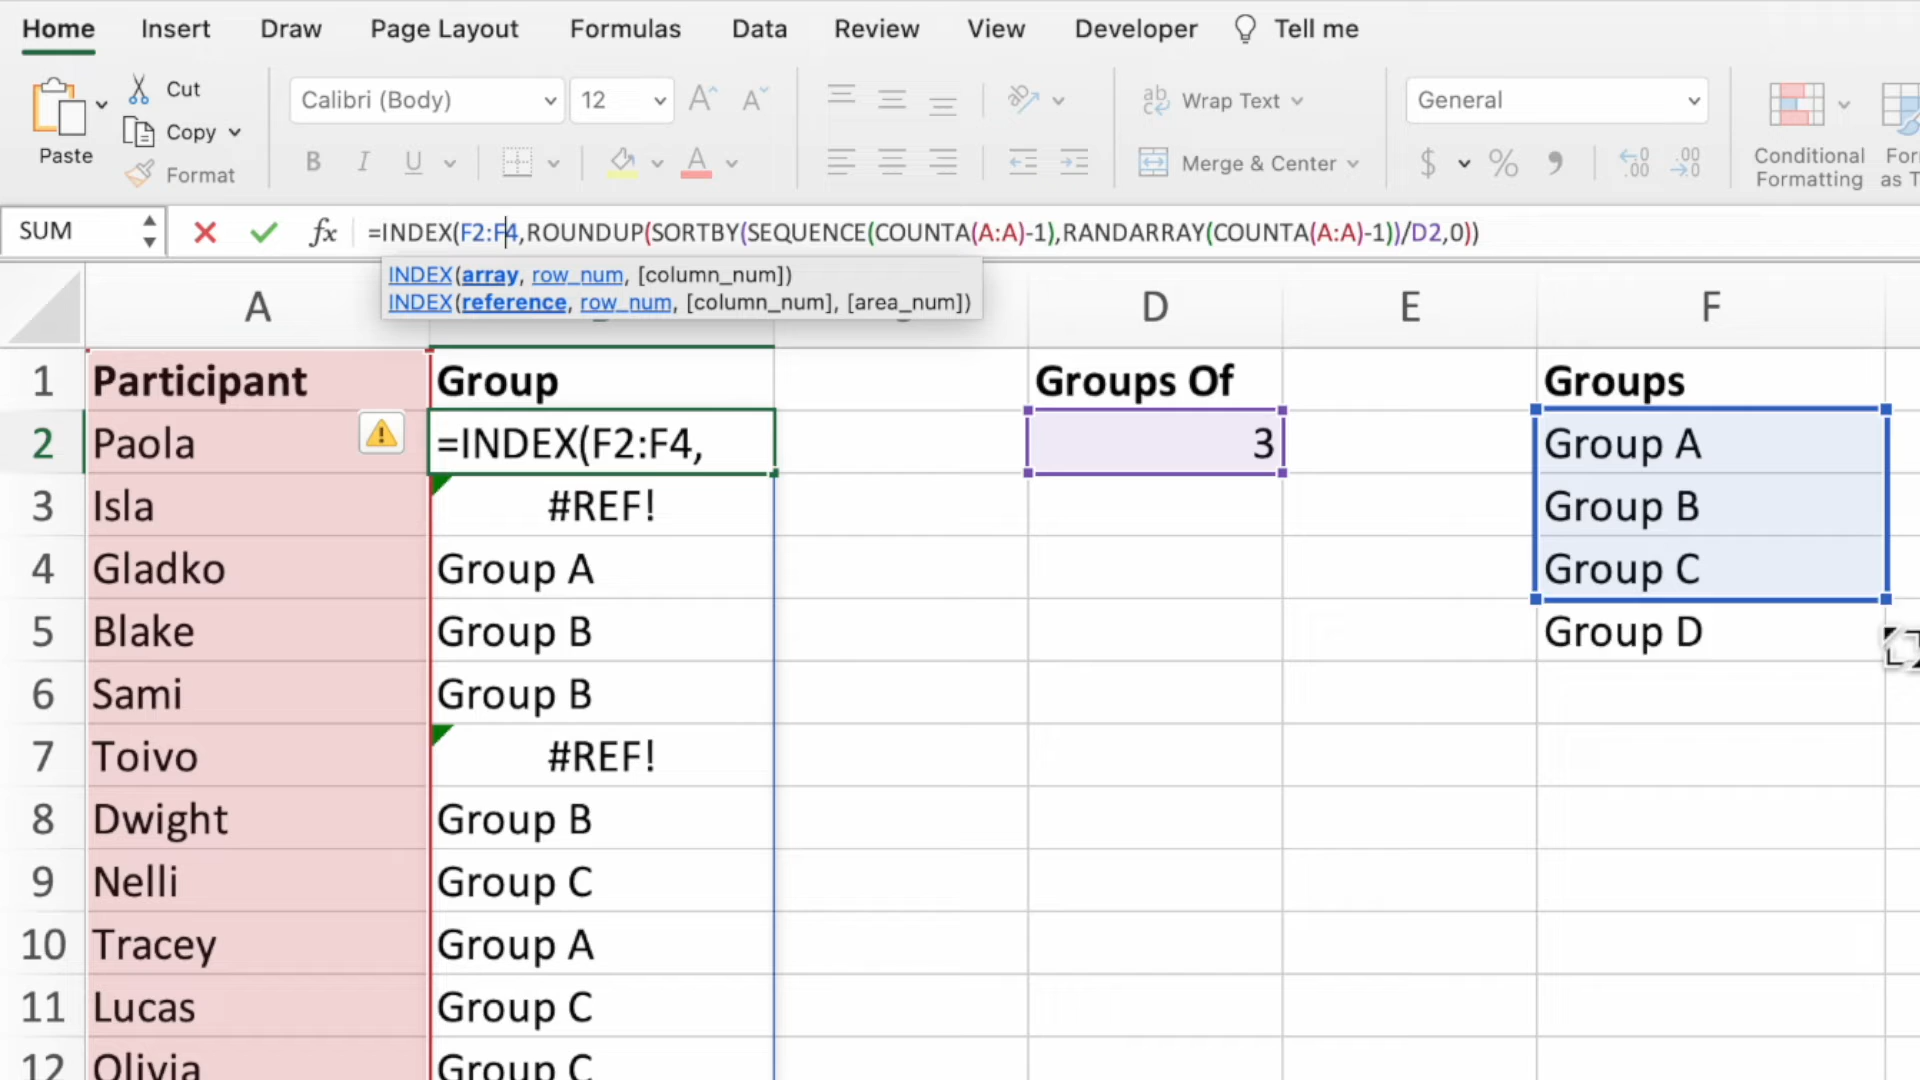 Home Insert Draw Page Layout Formulas Data Review View Developer Tell me
Paste
Cut
Copy
Format
Calibri (Body) 12
B I U
Wrap Text
Merge & Center
General
$ % 9
Conditional Formatting
SUM fx =INDEX(F2:F4,ROUNDUP(SORTBY(SEQUENCE(COUNTA(A:A)-1),RANDARRAY(COUNTA(A:A)-1))/D2,0))
INDEX(array, row_num, [column_num])
INDEX(reference, row_num, [column_num], [area_num])
A D E F
1 Participant Group Groups Of Groups
2 Paola =INDEX(F2:F4, 3 Group A
3 Isla #REF! Group B
4 Gladko Group A Group C
5 Blake Group B Group D
6 Sami Group B
7 Toivo #REF!
8 Dwight Group B
9 Nelli Group C
10 Tracey Group A
11 Lucas Group C
12 Olivia Group C